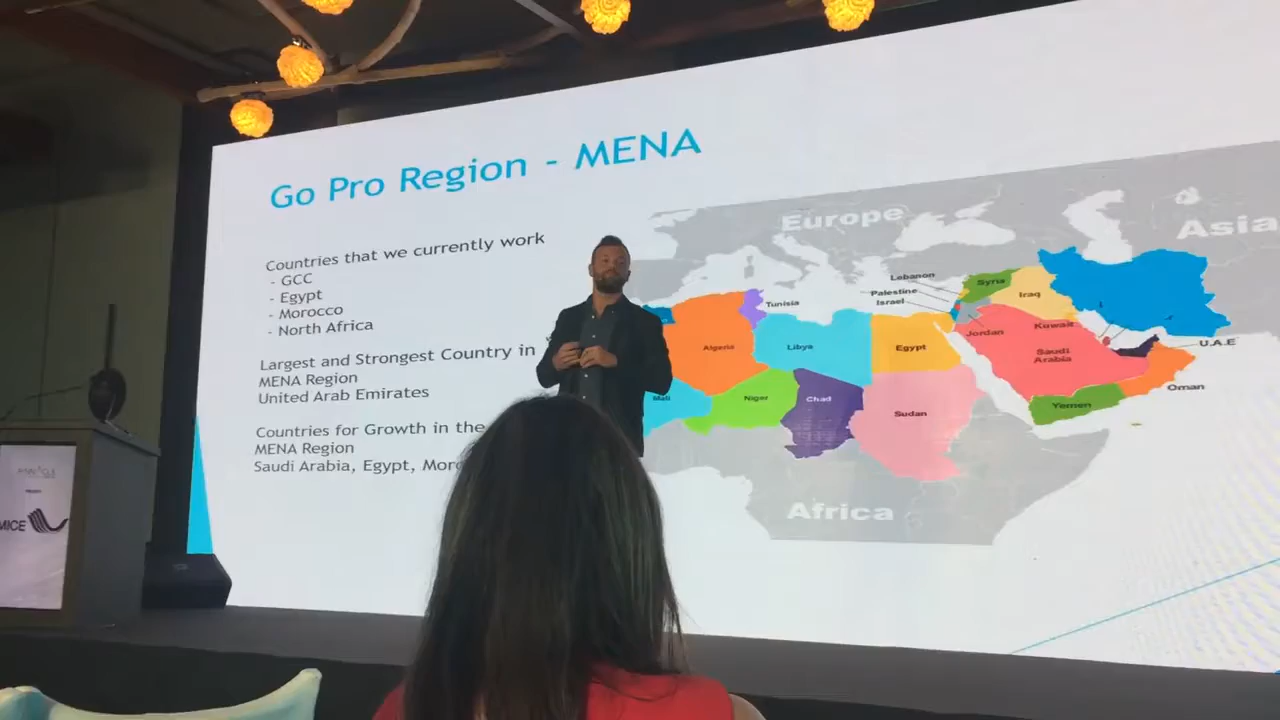 Go Pro Region - MENA
Countries that we currently work
- GCC
- Egypt
- Morocco
- North Africa
Largest and Strongest Country in
MENA Region
United Arab Emirates
Countries for Growth in the
MENA Region
Saudi Arabia, Egypt, Moro
Europe
Asia
Lebanon
Palestine
Israel
Syria
Iraq
Tunisia
Jordan
Kuwait
Algeria
Libya
Egypt
Saudi
Arabia
U.A.E
Oman
Mali
Niger
Chad
Sudan
Yemen
Africa
MICE